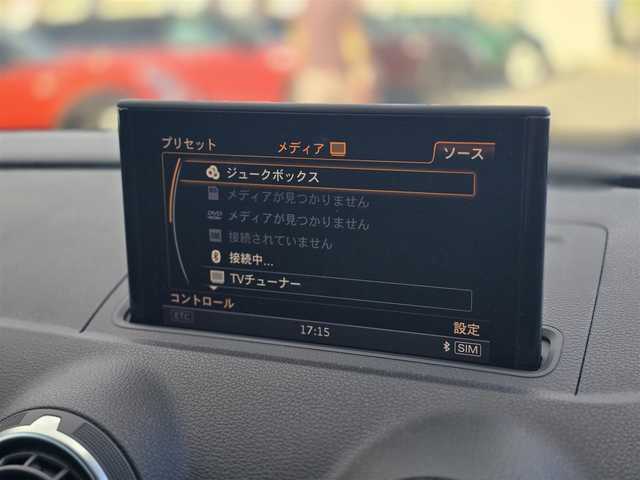 プリセット メディア ソース
ジュークボックス
メディアが見つかりません
DVD メディアが見つかりません
接続されていません
接続中...
TVチューナー
コントロール
ETC 17:15 設定
SIM